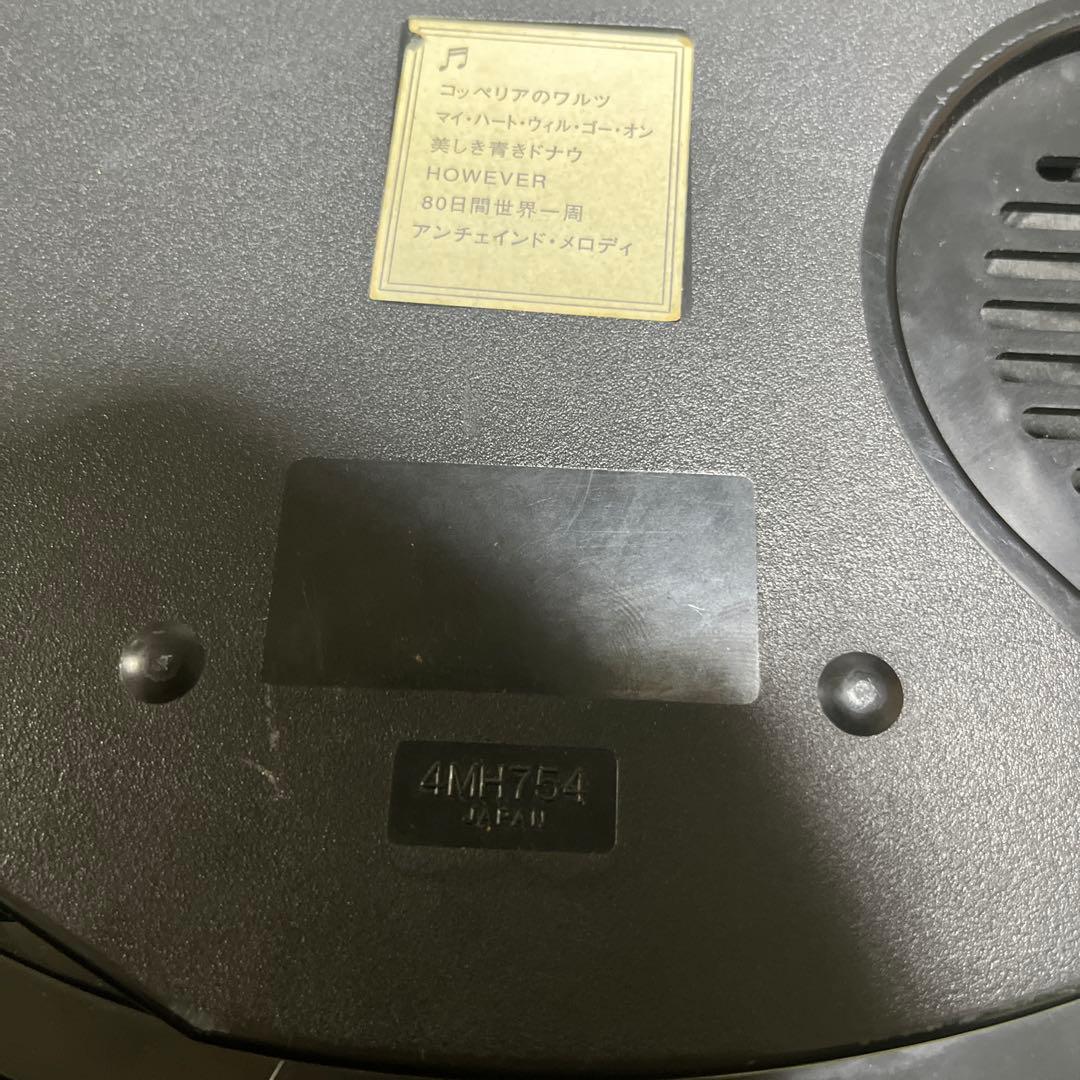 コッペリアのワルツ
マイ・ハート・ウィル・ゴー・オン
美しき青きドナウ
HOWEVER
80日間世界一周
アンチェインド・メロディ
4MH754
JAPAN